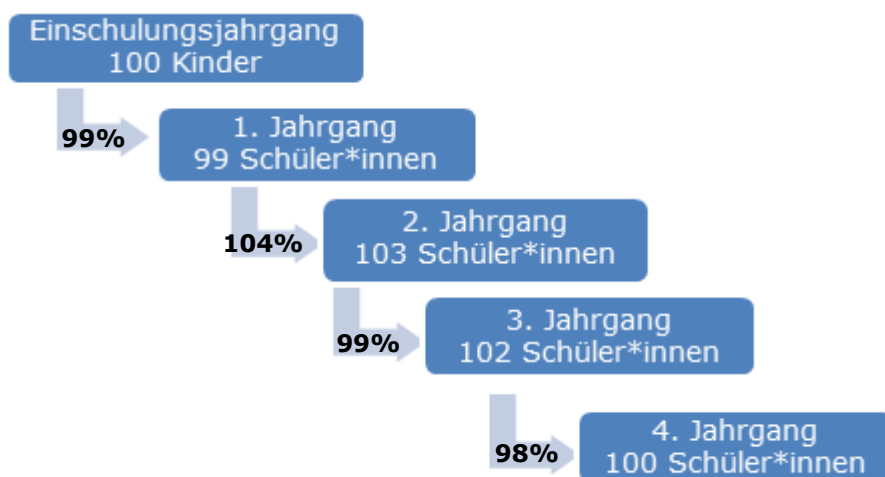 Einschulungsjahrgang
100 Kinder
99%
1. Jahrgang
99 Schüler*innen
104%
2. Jahrgang
103 Schüler*innen
99%
3. Jahrgang
102 Schüler*innen
98%
4. Jahrgang
100 Schüler*innen